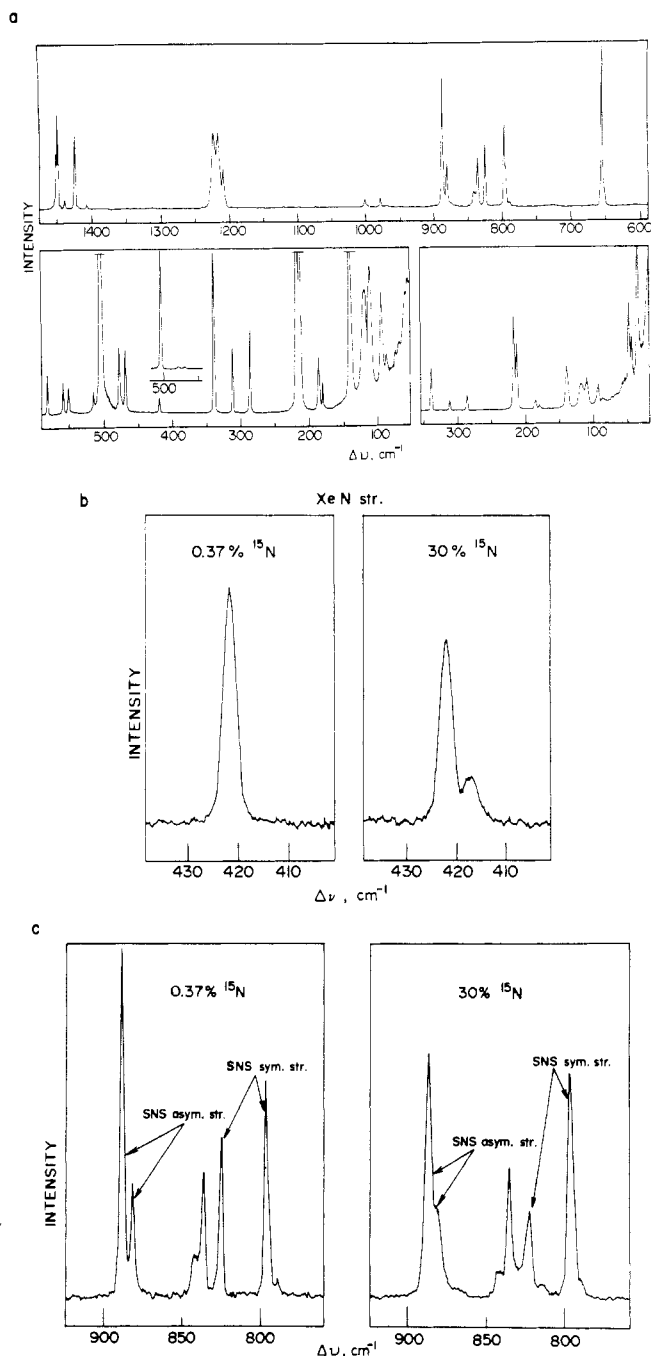 a
INTENSITY
1400 1300 1200 1100 1000 900 800 700 600
500
500 400 300 200 100
300 200 100
Δν, cm⁻¹
b
Xe N str.
0.37% ¹⁵N
30% ¹⁵N
INTENSITY
430 420 410
430 420 410
Δν, cm⁻¹
c
0.37% ¹⁵N
30% ¹⁵N
SNS sym. str.
SNS sym. str.
SNS asym. str.
SNS asym. str.
INTENSITY
900 850 800
900 850 800
Δν, cm⁻¹